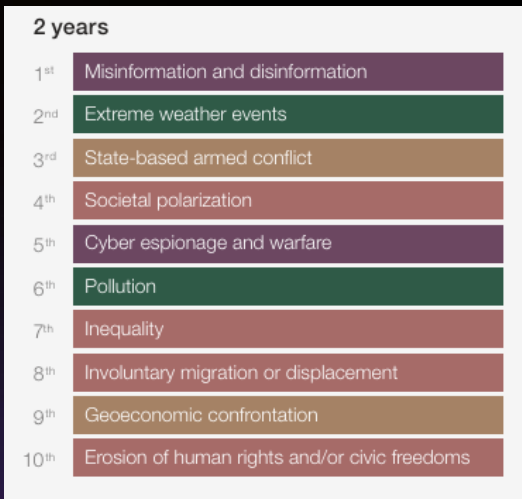 2 years
1st Misinformation and disinformation
2nd Extreme weather events
3rd State-based armed conflict
4th Societal polarization
5th Cyber espionage and warfare
6th Pollution
7th Inequality
8th Involuntary migration or displacement
9th Geoeconomic confrontation
10th Erosion of human rights and/or civic freedoms